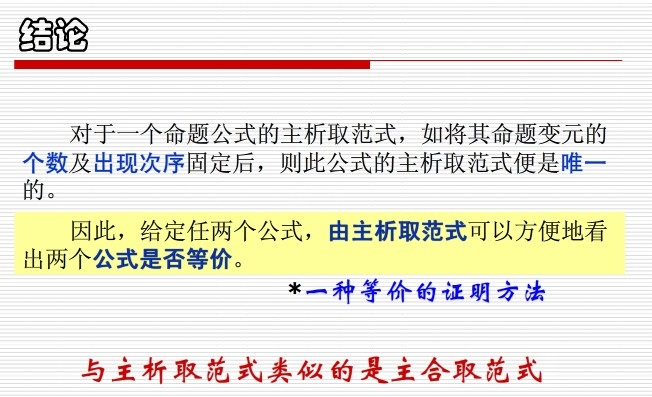 结论
对于一个命题公式的主析取范式，如将其命题变元的
个数及出现次序固定后，则此公式的主析取范式便是唯一
的。
因此，给定任两个公式，由主析取范式可以方便地看
出两个公式是否等价。
*一种等价的证明方法
与主析取范式类似的是主合取范式